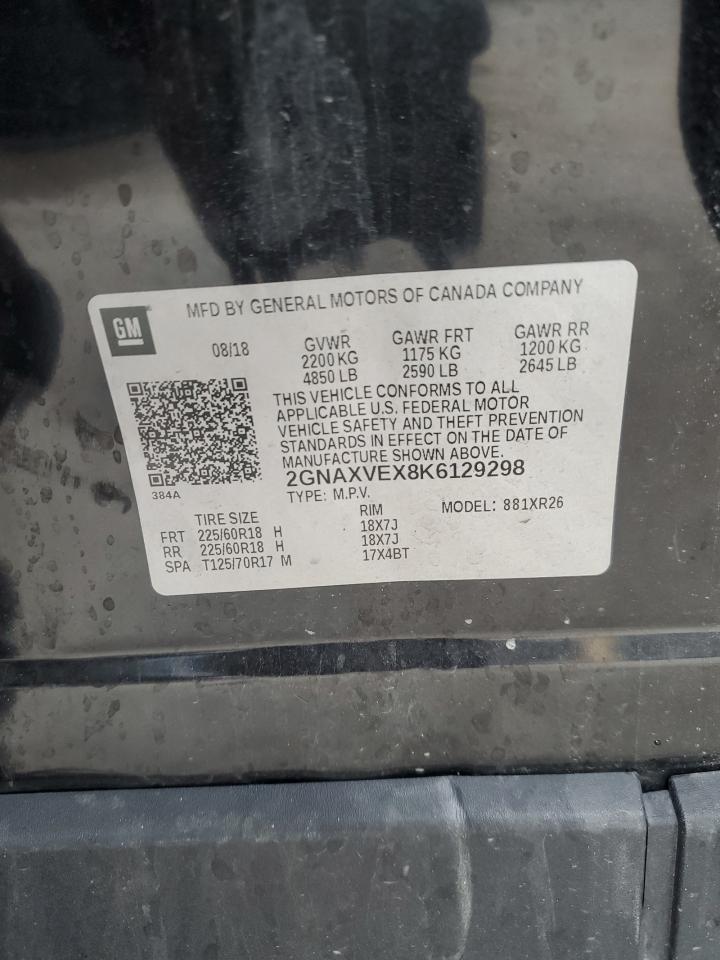 MFD BY GENERAL MOTORS OF CANADA COMPANY
GM
08/18 GVWR GAWR FRT GAWR RR
2200 KG 1175 KG 1200 KG
4850 LB 2590 LB 2645 LB
THIS VEHICLE CONFORMS TO ALL
APPLICABLE U.S. FEDERAL MOTOR
VEHICLE SAFETY AND THEFT PREVENTION
STANDARDS IN EFFECT ON THE DATE OF
MANUFACTURE SHOWN ABOVE.
384A
2GNAXVEX8K6129298
TYPE: M.P.V. MODEL: 881XR26
TIRE SIZE RIM
FRT 225/60R18 H 18X7J
RR 225/60R18 H 18X7J
SPA T125/70R17 M 17X4BT